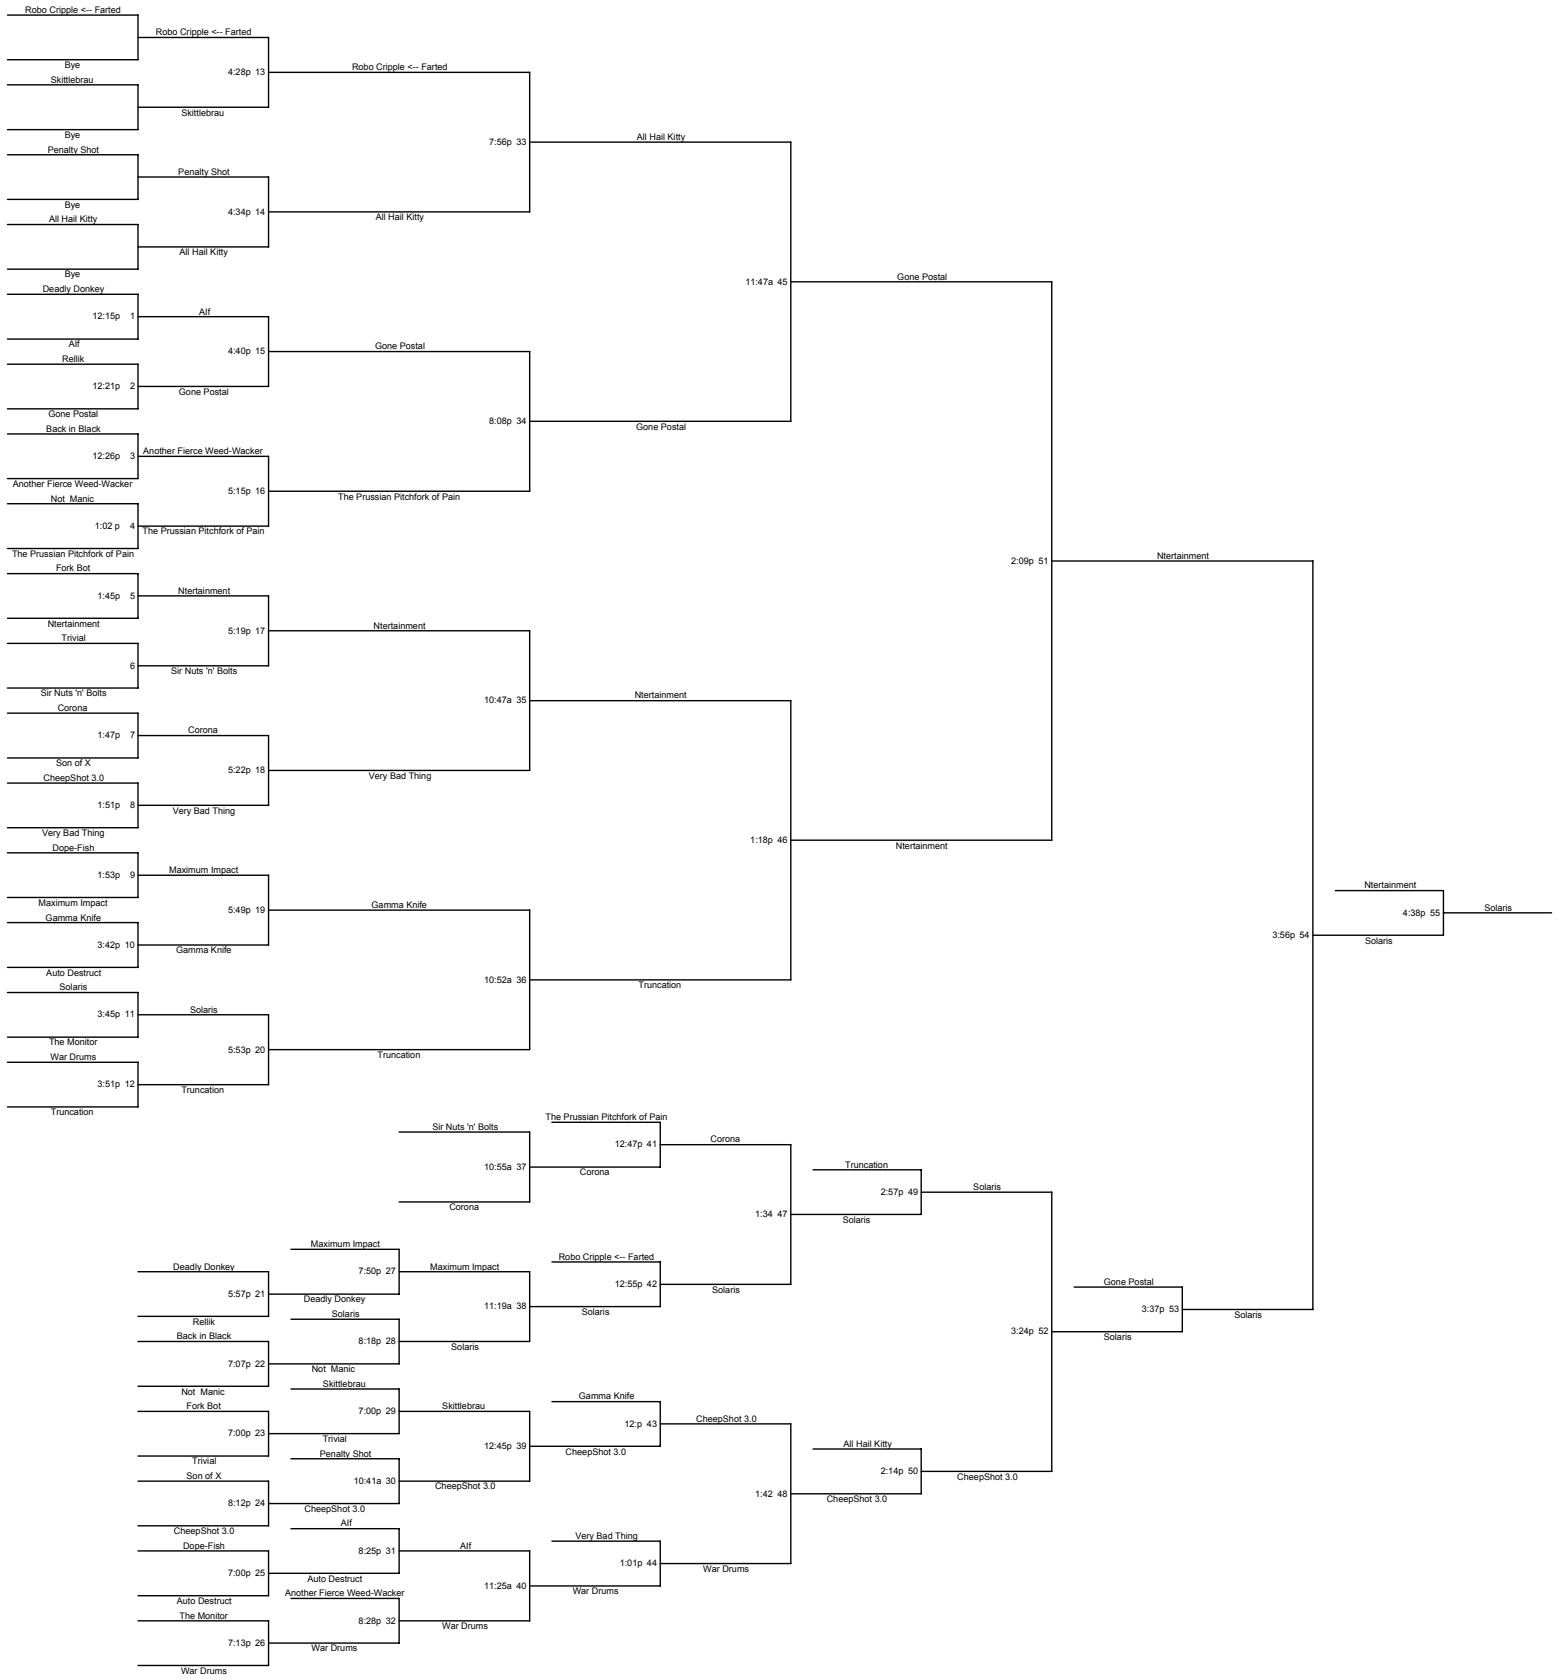 Robo Cripple <-- Farted
Robo Cripple <-- Farted
Bye
4:28p 13
Robo Cripple <-- Farted
Skittlebrau
Skittlebrau
Bye
7:56p 33
All Hail Kitty
Penalty Shot
Penalty Shot
Bye
4:34p 14
All Hail Kitty
All Hail Kitty
All Hail Kitty
Bye
11:47a 45
Gone Postal
Deadly Donkey
12:15p 1
Alf
Alf
4:40p 15
Gone Postal
Rellik
12:21p 2
Gone Postal
Gone Postal
8:08p 34
Gone Postal
Back in Black
12:26p 3
Another Fierce Weed-Wacker
Another Fierce Weed-Wacker
5:15p 16
The Prussian Pitchfork of Pain
Not Manic
1:02 p 4
The Prussian Pitchfork of Pain
The Prussian Pitchfork of Pain
2:09p 51
Ntertainment
Fork Bot
1:45p 5
Ntertainment
Ntertainment
5:19p 17
Ntertainment
Trivial
6
Sir Nuts 'n' Bolts
Sir Nuts 'n' Bolts
10:47a 35
Ntertainment
Corona
1:47p 7
Corona
Son of X
5:22p 18
Very Bad Thing
CheepShot 3.0
1:51p 8
Very Bad Thing
Very Bad Thing
1:18p 46
Ntertainment
Dope-Fish
1:53p 9
Maximum Impact
Maximum Impact
5:49p 19
Gamma Knife
Gamma Knife
3:42p 10
Gamma Knife
Auto Destruct
10:52a 36
Truncation
Solaris
3:45p 11
Solaris
The Monitor
5:53p 20
Truncation
War Drums
3:51p 12
Truncation
Truncation
3:56p 54
Ntertainment
4:38p 55
Solaris
Solaris
Sir Nuts 'n' Bolts
10:55a 37
Corona
Corona
The Prussian Pitchfork of Pain
12:47p 41
Corona
1:34 47
Solaris
Truncation
2:57p 49
Solaris
Maximum Impact
7:50p 27
Maximum Impact
Deadly Donkey
5:57p 21
Deadly Donkey
Rellik
11:19a 38
Solaris
Robo Cripple <-- Farted
12:55p 42
Solaris
Solaris
8:18p 28
Solaris
Back in Black
7:07p 22
Not Manic
Not Manic
3:24p 52
Solaris
Gone Postal
3:37p 53
Solaris
Skittlebrau
7:00p 29
Skittlebrau
Fork Bot
7:00p 23
Trivial
Trivial
12:45p 39
CheepShot 3.0
Gamma Knife
12:p 43
CheepShot 3.0
Penalty Shot
10:41a 30
CheepShot 3.0
Son of X
8:12p 24
CheepShot 3.0
CheepShot 3.0
1:42 48
CheepShot 3.0
All Hail Kitty
2:14p 50
CheepShot 3.0
Alf
8:25p 31
Alf
Dope-Fish
7:00p 25
Auto Destruct
Auto Destruct
11:25a 40
War Drums
Very Bad Thing
1:01p 44
War Drums
Another Fierce Weed-Wacker
8:28p 32
War Drums
The Monitor
7:13p 26
War Drums
War Drums